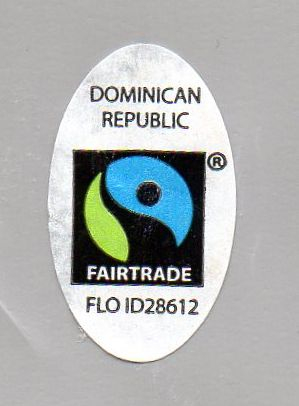 DOMINICAN
REPUBLIC
®
FAIRTRADE
FLO ID28612